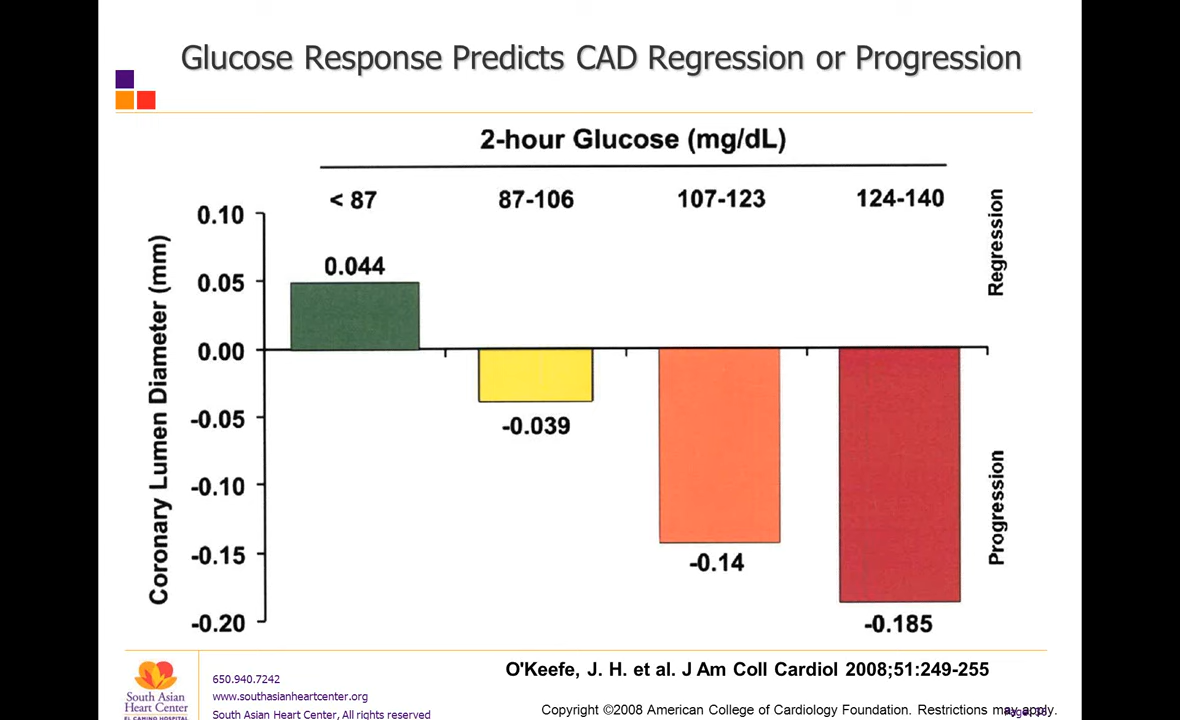 Glucose Response Predicts CAD Regression or Progression
2-hour Glucose (mg/dL)
< 87 87-106 107-123 124-140
Coronary Lumen Diameter (mm)
0.10
0.05
0.00
-0.05
-0.10
-0.15
-0.20
0.044
-0.039
-0.14
-0.185
Regression
Progression
O'Keefe, J. H. et al. J Am Coll Cardiol 2008;51:249-255
South Asian
Heart Center
EL CAMINO HOSPITAL
650.940.7242
www.southasianheartcenter.org
South Asian Heart Center, All rights reserved
Copyright ©2008 American College of Cardiology Foundation. Restrictions may apply.